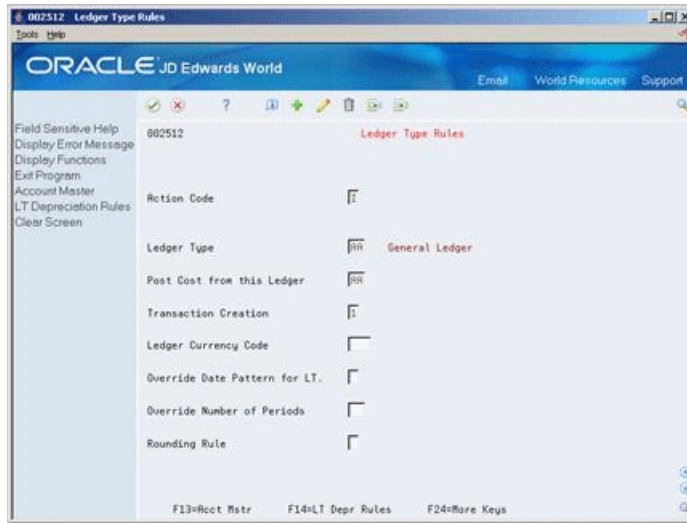 002512 Ledger Type Rules
Tools Help
ORACLE JD Edwards World
Email World Resources Support
?
Field Sensitive Help
Display Error Message
Display Functions
Exit Program
Account Master
LT Depreciation Rules
Clear Screen
002512 Ledger Type Rules
Action Code I
Ledger Type AA General Ledger
Post Cost from this Ledger AA
Transaction Creation 1
Ledger Currency Code
Override Date Pattern for LT.
Override Number of Periods
Rounding Rule
F13=Acct Mstr F14=LT Depr Rules F24=More Keys